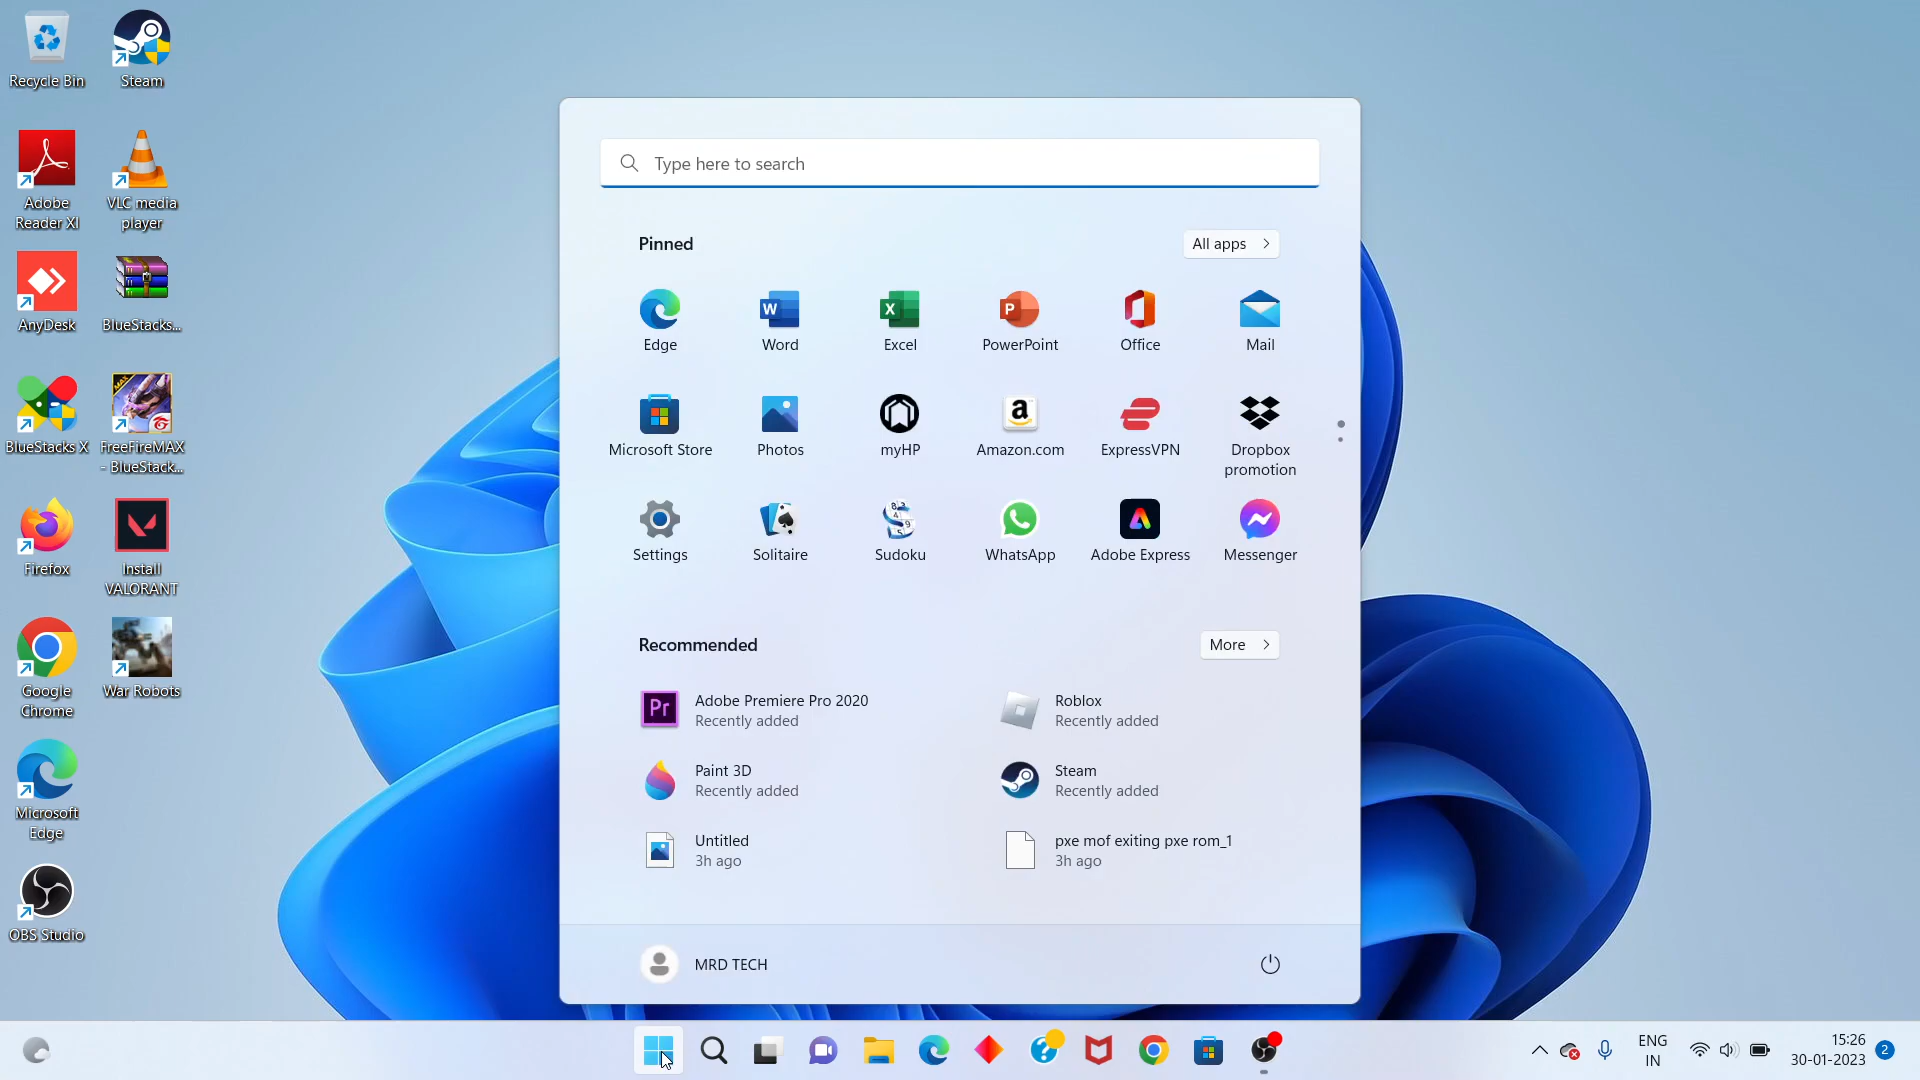 Recycle Bin
Steam
Adobe
Reader XI
VLC media
player
AnyDesk
BlueStacks...
BlueStacks X
FreeFireMAX
- BlueStack...
Firefox
Install
VALORANT
Google
Chrome
War Robots
Microsoft
Edge
OBS Studio
Type here to search
Pinned
All apps
Edge
Word
Excel
PowerPoint
Office
Mail
Microsoft Store
Photos
myHP
Amazon.com
ExpressVPN
Dropbox
promotion
Settings
Solitaire
Sudoku
WhatsApp
Adobe Express
Messenger
Recommended
More
Adobe Premiere Pro 2020
Recently added
Roblox
Recently added
Paint 3D
Recently added
Steam
Recently added
Untitled
3h ago
pxe mof exiting pxe rom_1
3h ago
MRD TECH
ENG
IN
15:26
30-01-2023
2